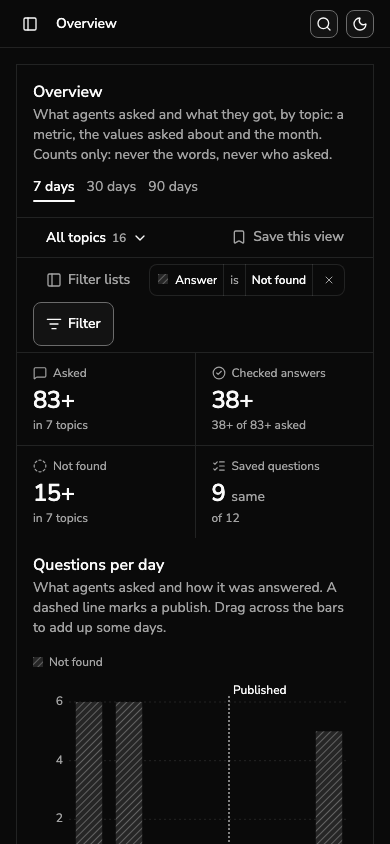 Overview
Overview
What agents asked and what they got, by topic: a
metric, the values asked about and the month.
Counts only: never the words, never who asked.
7 days 30 days 90 days
All topics 16
Save this view
Filter lists
Answer is Not found
Filter
Asked
83+
in 7 topics
Checked answers
38+
38+ of 83+ asked
Not found
15+
in 7 topics
Saved questions
9 same
of 12
Questions per day
What agents asked and how it was answered. A
dashed line marks a publish. Drag across the bars
to add up some days.
Not found
Published
6
4
2